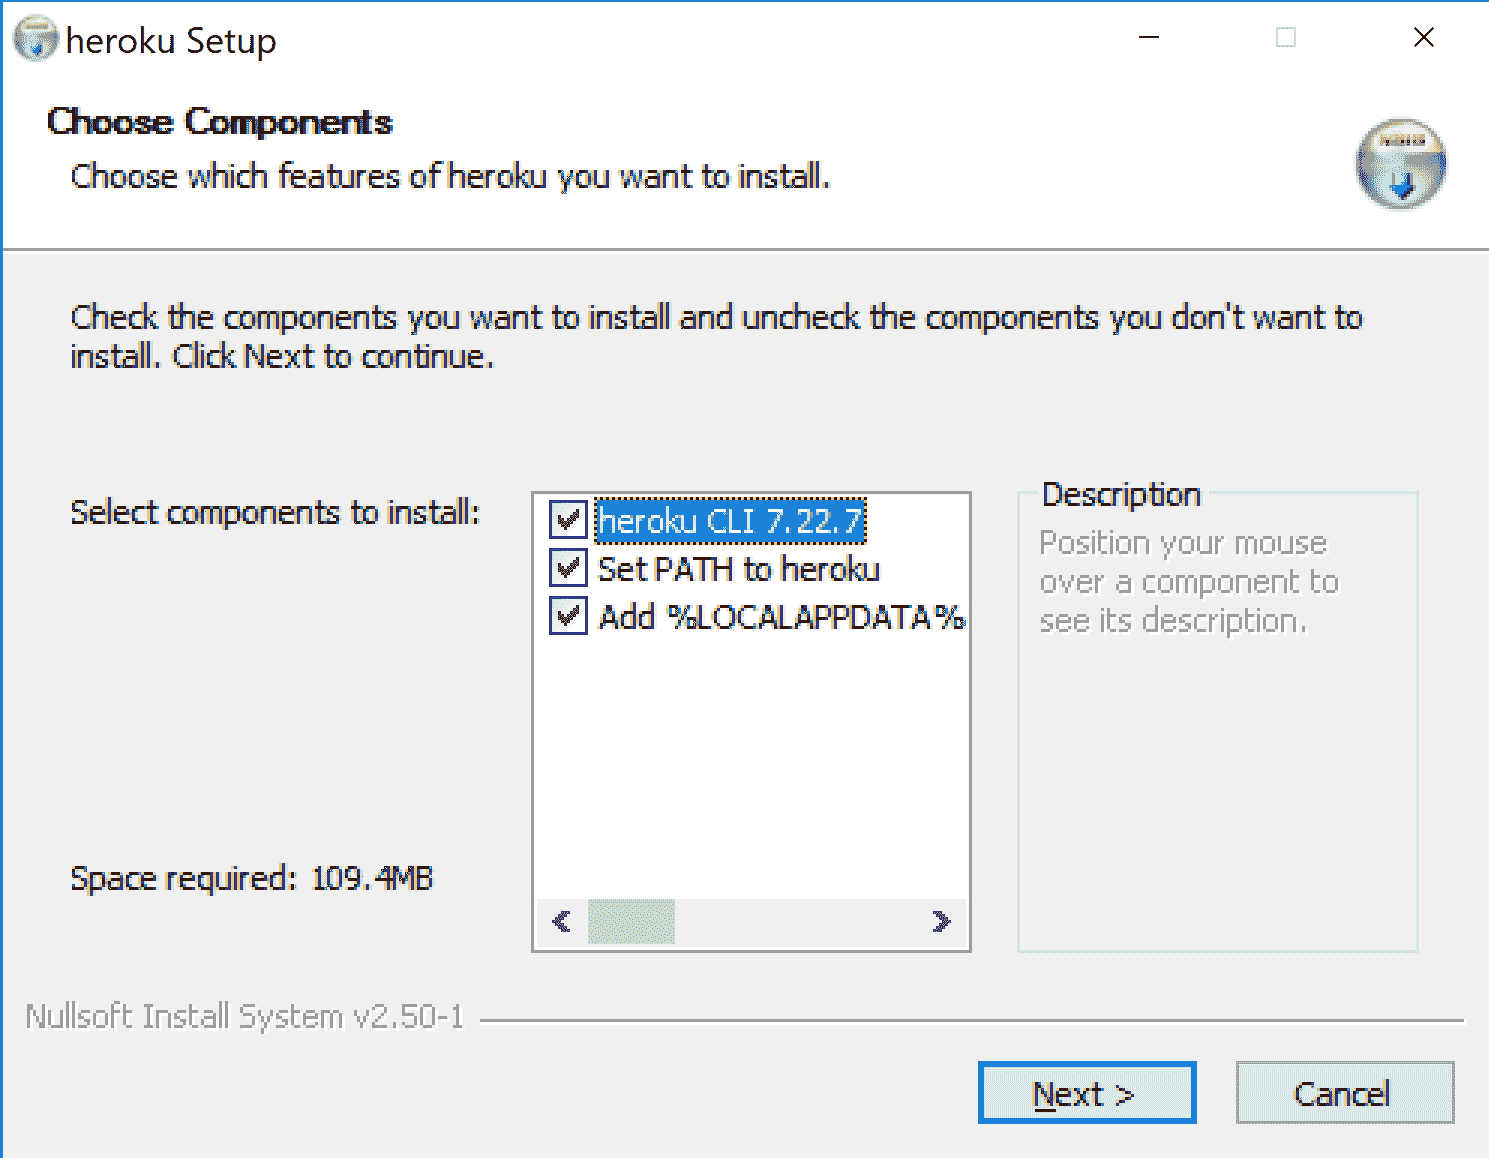 heroku Setup
Choose Components
Choose which features of heroku you want to install.
Check the components you want to install and uncheck the components you don't want to
install. Click Next to continue.
Select components to install:
heroku CLI 7.22.7
Set PATH to heroku
Add %LOCALAPPDATA%
Description
Position your mouse
over a component to
see its description.
Space required: 109.4MB
Nullsoft Install System v2.50-1
Next >
Cancel